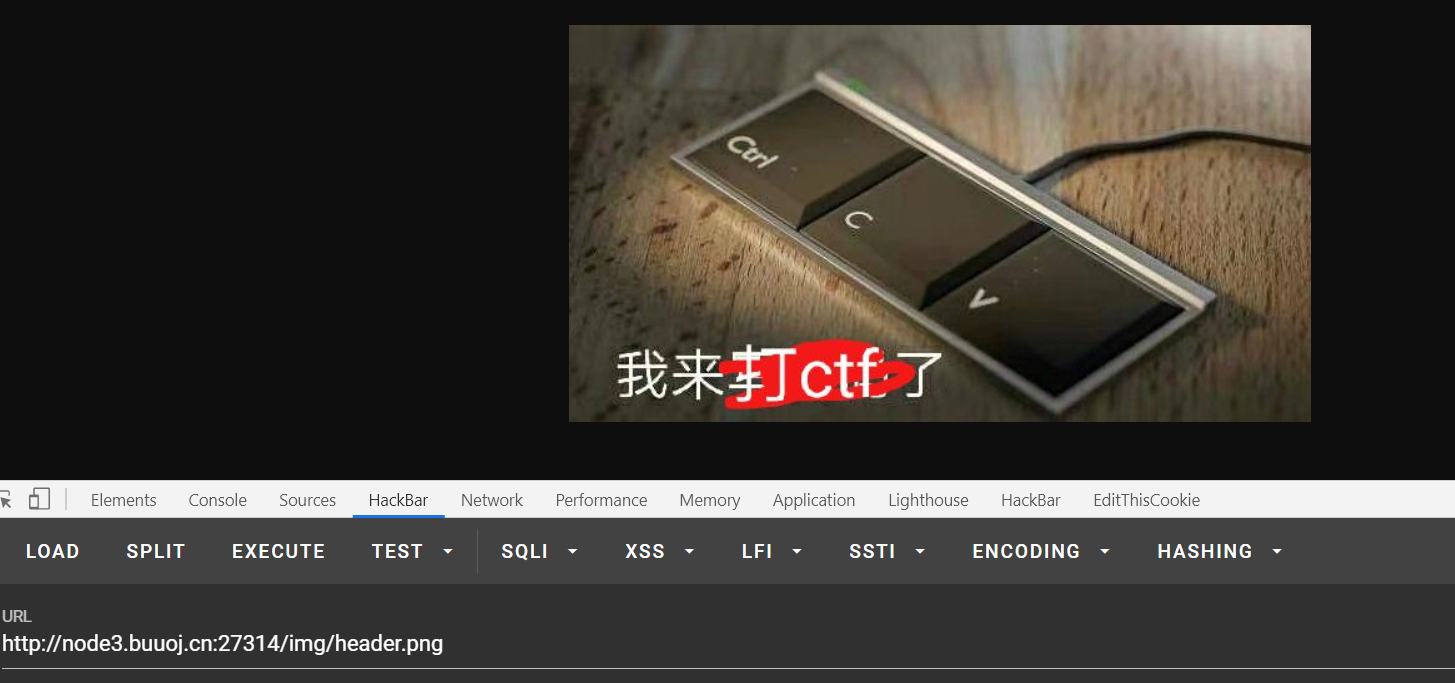 Ctrl
C
V
我来打ctf了
Elements Console Sources HackBar Network Performance Memory Application Lighthouse HackBar EditThisCookie
LOAD SPLIT EXECUTE TEST SQLI XSS LFI SSTI ENCODING HASHING
URL
http://node3.buuoj.cn:27314/img/header.png